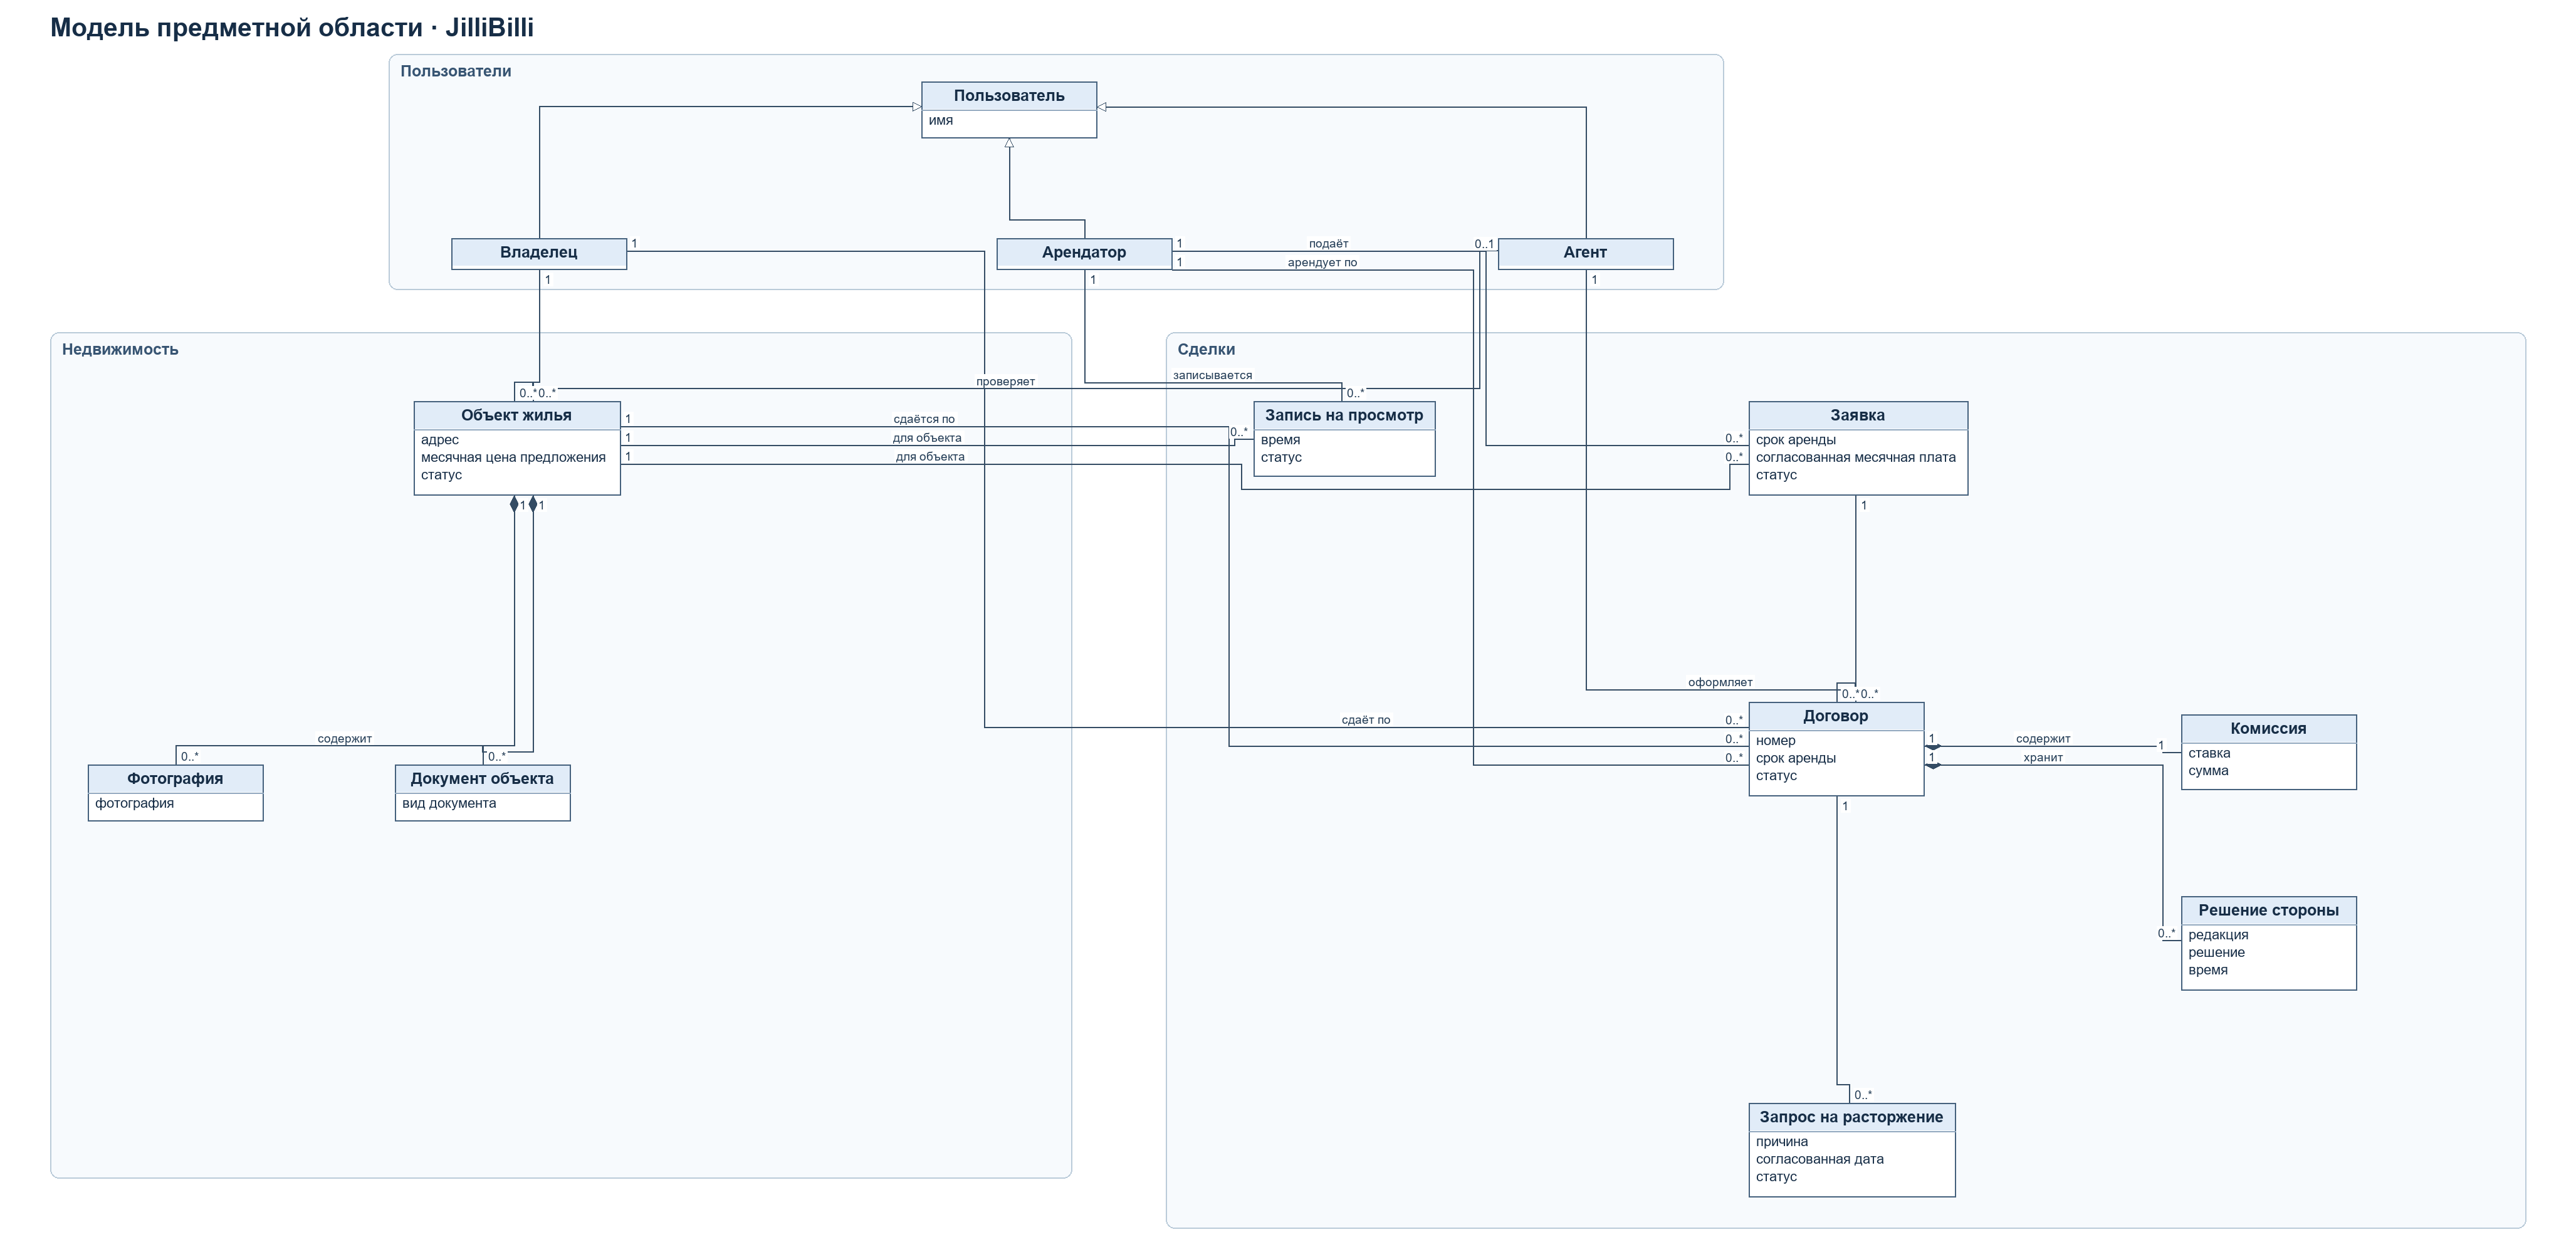 Модель предметной области · JilliBilli
Пользователи
Пользователь
имя
Владелец
1
1
Арендатор
1
1
1
подаёт
арендует по
0..1
Агент
1
Недвижимость
Сделки
проверяет
записывается
0..*
0..*
0..*
Объект жилья
адрес
месячная цена предложения
статус
1
1
1
сдаётся по
для объекта
для объекта
0..*
Запись на просмотр
время
статус
0..*
0..*
Заявка
срок аренды
согласованная месячная плата
статус
1
1
1
оформляет
0..*
0..*
содержит
0..*
0..*
Фотография
фотография
Документ объекта
вид документа
сдаёт по
0..*
0..*
0..*
Договор
номер
срок аренды
статус
1
1
содержит
хранит
1
Комиссия
ставка
сумма
1
0..*
Решение стороны
редакция
решение
время
0..*
Запрос на расторжение
причина
согласованная дата
статус